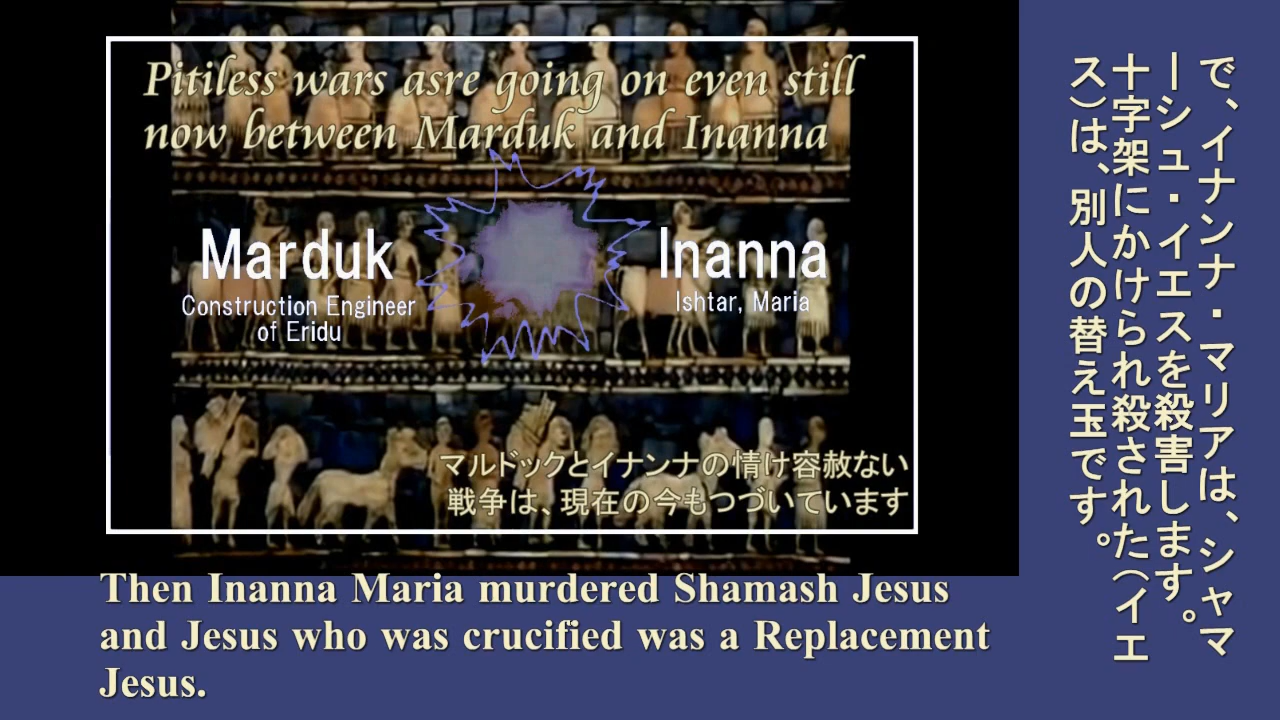 Pitiless wars asre going on even still
now between Marduk and Inanna
Marduk
Construction Engineer
of Eridu
Inanna
Ishtar, Maria
マルドックとイナンナの情け容赦ない
戦争は、現在の今もつづいています
Then Inanna Maria murdered Shamash Jesus
and Jesus who was crucified was a Replacement
Jesus.
で、イナンナ・マリアは、シャマ
ーシュ・イエスを殺害します。
十字架にかけられ殺された（イエ
ス）は、別人の替え玉です。